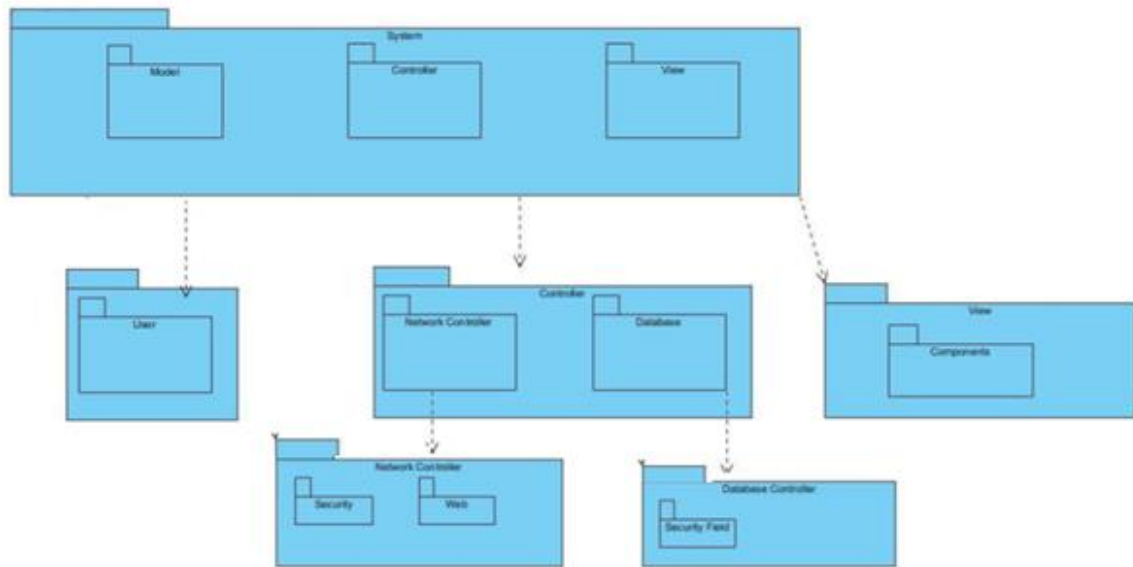 System
Model
Controller
View
User
Controller
Network Controller
Database
View
Components
Network Controller
Security
Web
Database Controller
Security Field